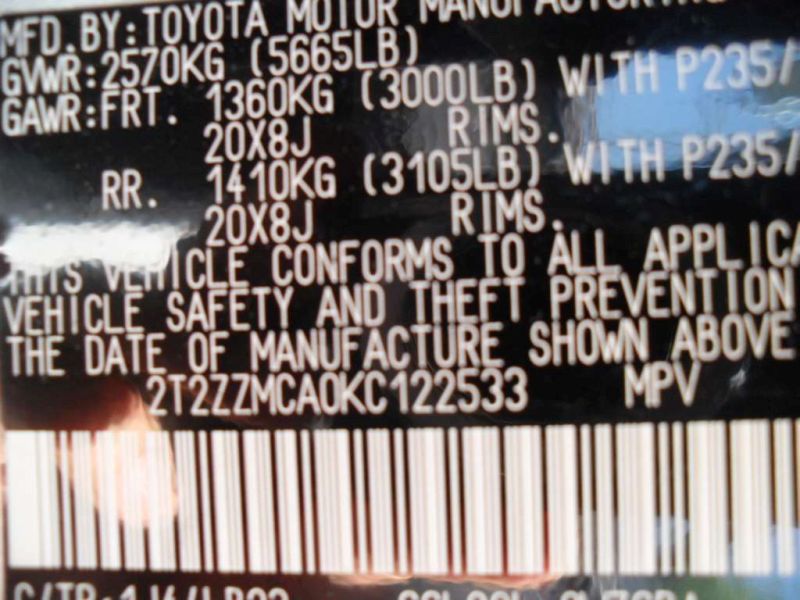 MFD.BY:TOYOTA MOTOR
GVWR:2570KG (5665LB)
GAWR:FRT. 1360KG (3000LB) WITH P235/
20X8J RIMS.
RR. 1410KG (3105LB) WITH P235/
20X8J RIMS.
THIS VEHICLE CONFORMS TO ALL APPLICA
VEHICLE SAFETY AND THEFT PREVENTION
THE DATE OF MANUFACTURE SHOWN ABOVE
2T2ZZMCA0KC122533 MPV